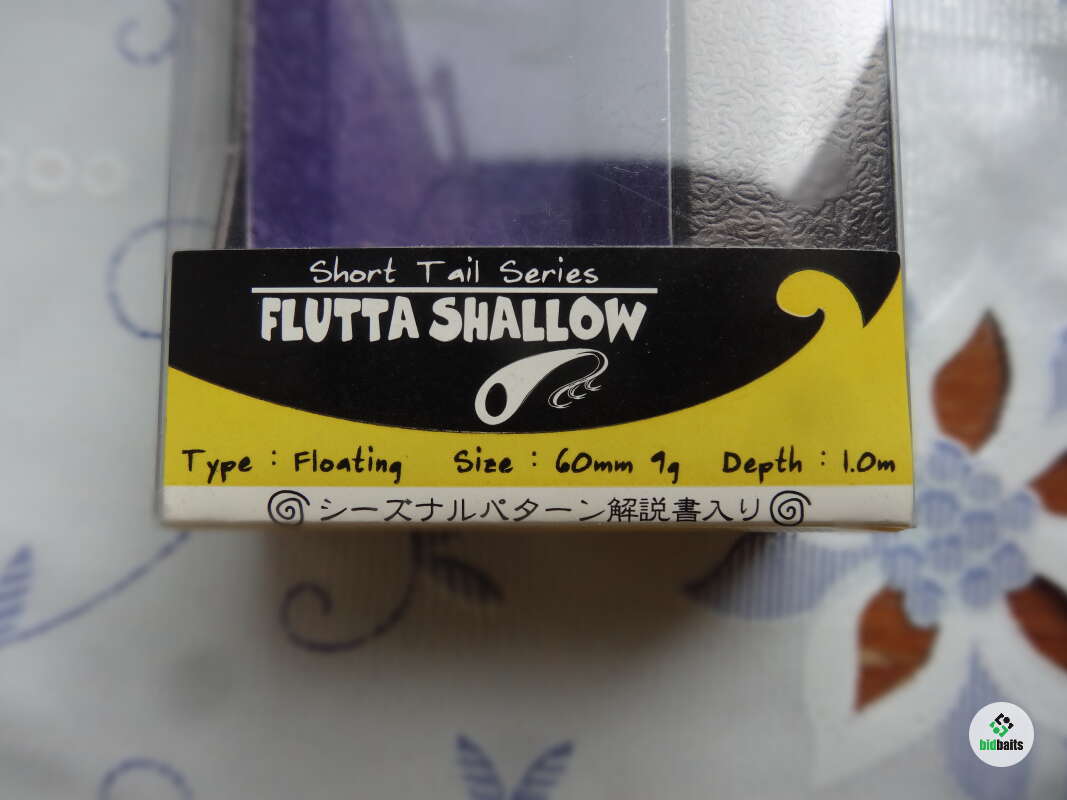 Short Tail Series
FLUTTA SHALLOW
Type : Floating Size : 60mm 9g Depth : 1.0m
シーズナルパターン解説書入り
bidbaits